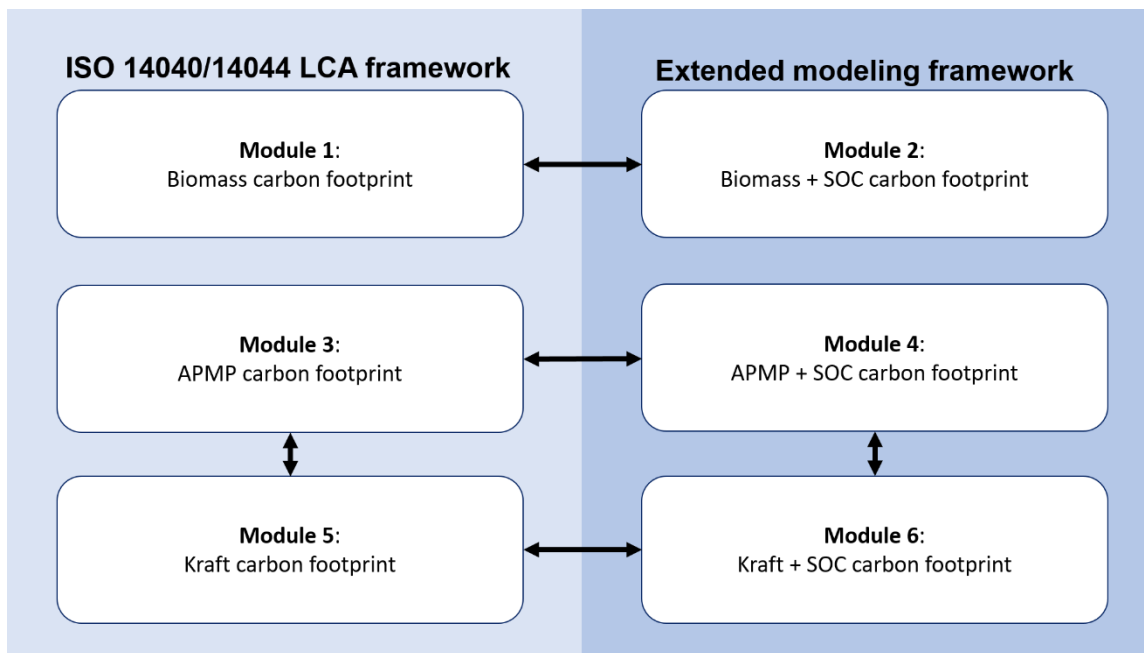 ISO 14040/14044 LCA framework
Extended modeling framework
Module 1:
Biomass carbon footprint
Module 2:
Biomass + SOC carbon footprint
Module 3:
APMP carbon footprint
Module 4:
APMP + SOC carbon footprint
Module 5:
Kraft carbon footprint
Module 6:
Kraft + SOC carbon footprint